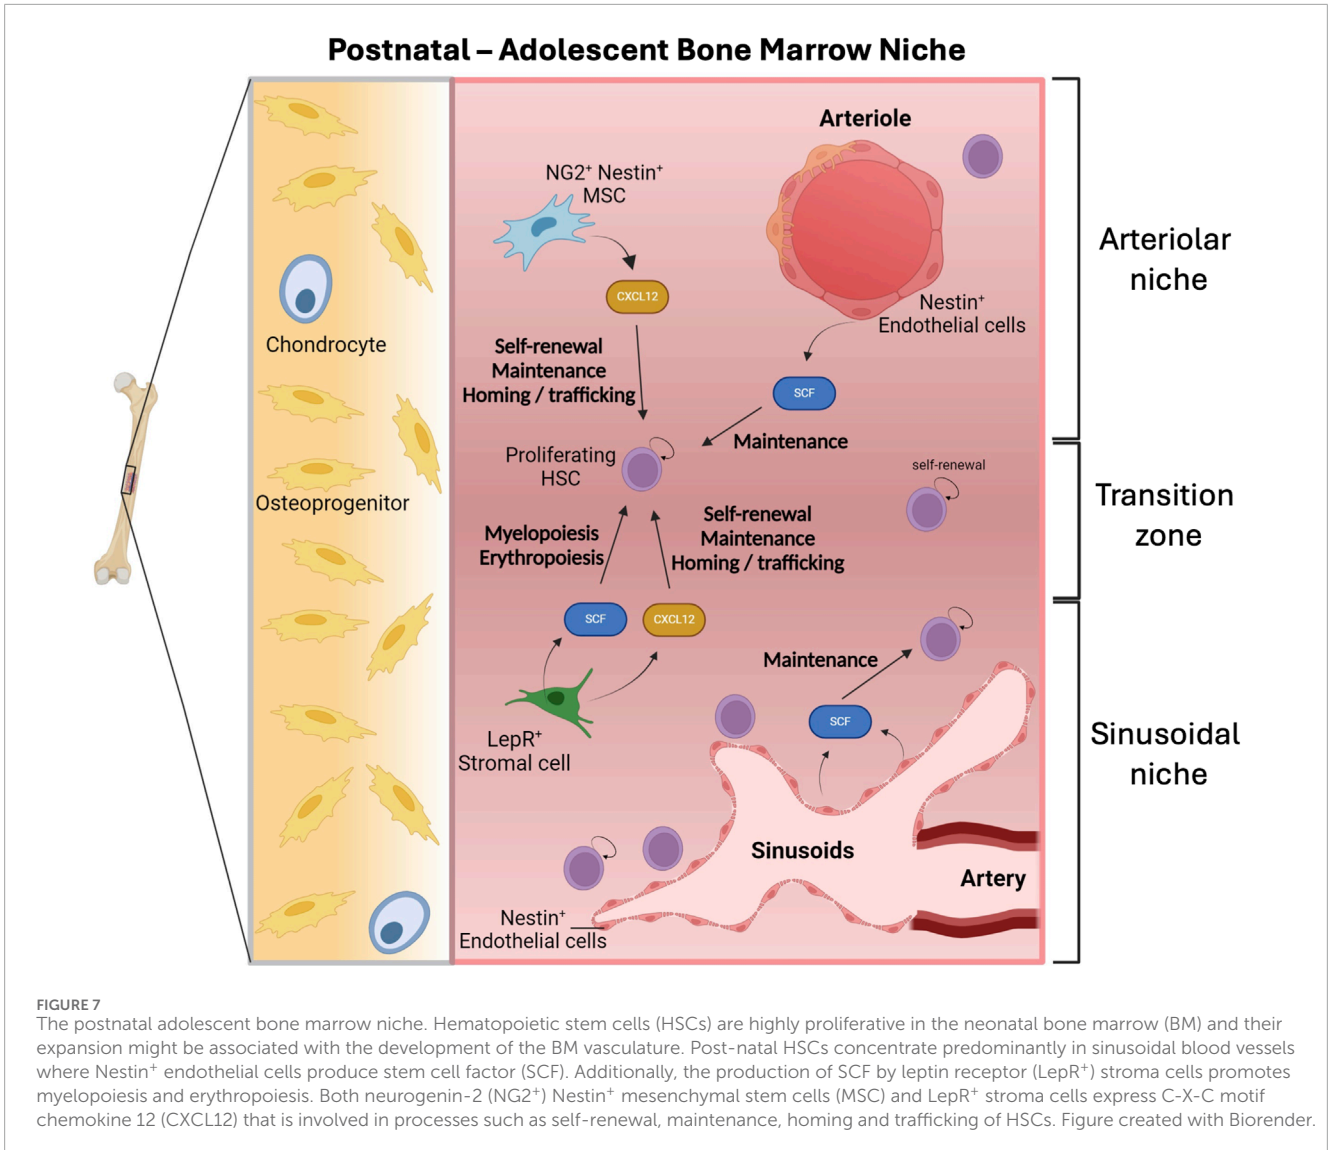 Postnatal – Adolescent Bone Marrow Niche
Arteriole
NG2⁺ Nestin⁺
MSC
CXCL12
Nestin⁺
Endothelial cells
Arteriolar
niche
Chondrocyte
Self-renewal
Maintenance
Homing / trafficking
SCF
Maintenance
Proliferating
HSC
self-renewal
Transition
zone
Osteoprogenitor
Myelopoiesis
Erythropoiesis
Self-renewal
Maintenance
Homing / trafficking
SCF
CXCL12
Maintenance
SCF
LepR⁺
Stromal cell
Sinusoidal
niche
Sinusoids
Artery
Nestin⁺
Endothelial cells
FIGURE 7
The postnatal adolescent bone marrow niche. Hematopoietic stem cells (HSCs) are highly proliferative in the neonatal bone marrow (BM) and their
expansion might be associated with the development of the BM vasculature. Post-natal HSCs concentrate predominantly in sinusoidal blood vessels
where Nestin⁺ endothelial cells produce stem cell factor (SCF). Additionally, the production of SCF by leptin receptor (LepR⁺) stroma cells promotes
myelopoiesis and erythropoiesis. Both neurogenin-2 (NG2⁺) Nestin⁺ mesenchymal stem cells (MSC) and LepR⁺ stroma cells express C-X-C motif
chemokine 12 (CXCL12) that is involved in processes such as self-renewal, maintenance, homing and trafficking of HSCs. Figure created with Biorender.